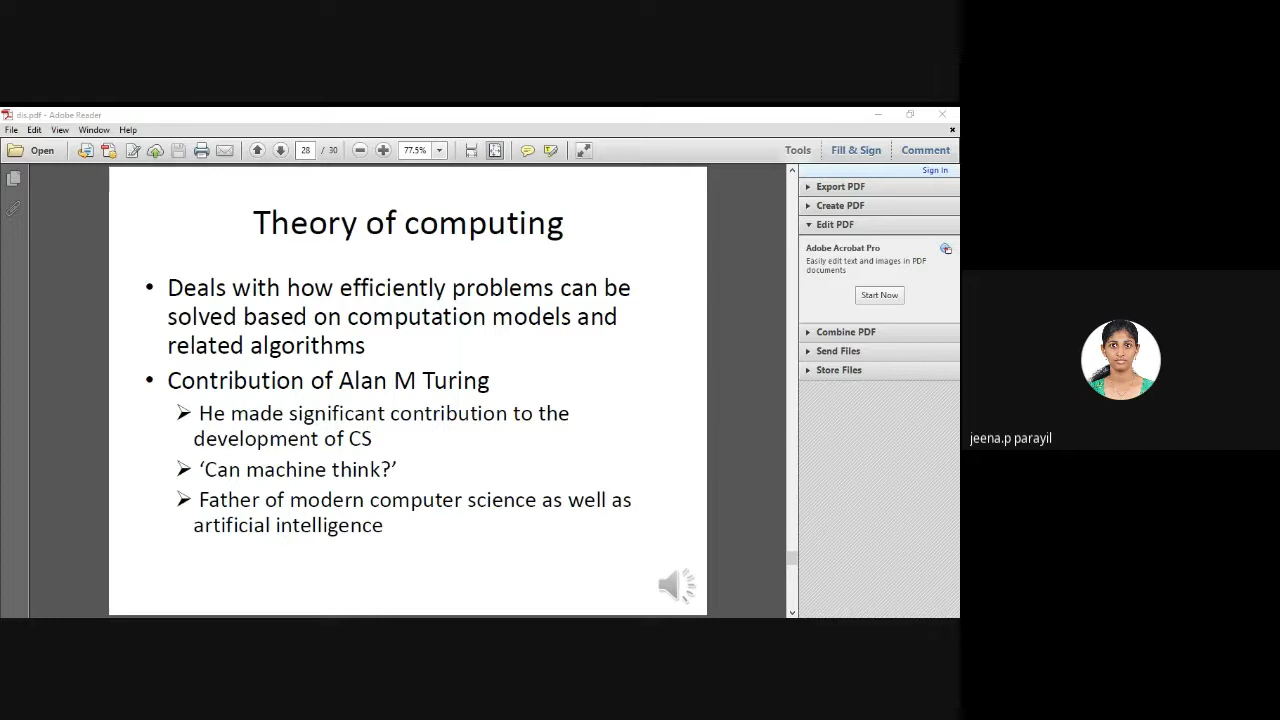 dis.pdf - Adobe Reader
File Edit View Window Help
Open 28 / 30 77.5% Tools Fill & Sign Comment
Sign In
Export PDF
Create PDF
Edit PDF
Adobe Acrobat Pro
Easily edit text and images in PDF
documents
Start Now
Combine PDF
Send Files
Store Files
Theory of computing
• Deals with how efficiently problems can be
solved based on computation models and
related algorithms
• Contribution of Alan M Turing
➢ He made significant contribution to the
development of CS
➢ ‘Can machine think?’
➢ Father of modern computer science as well as
artificial intelligence
jeena.p parayil